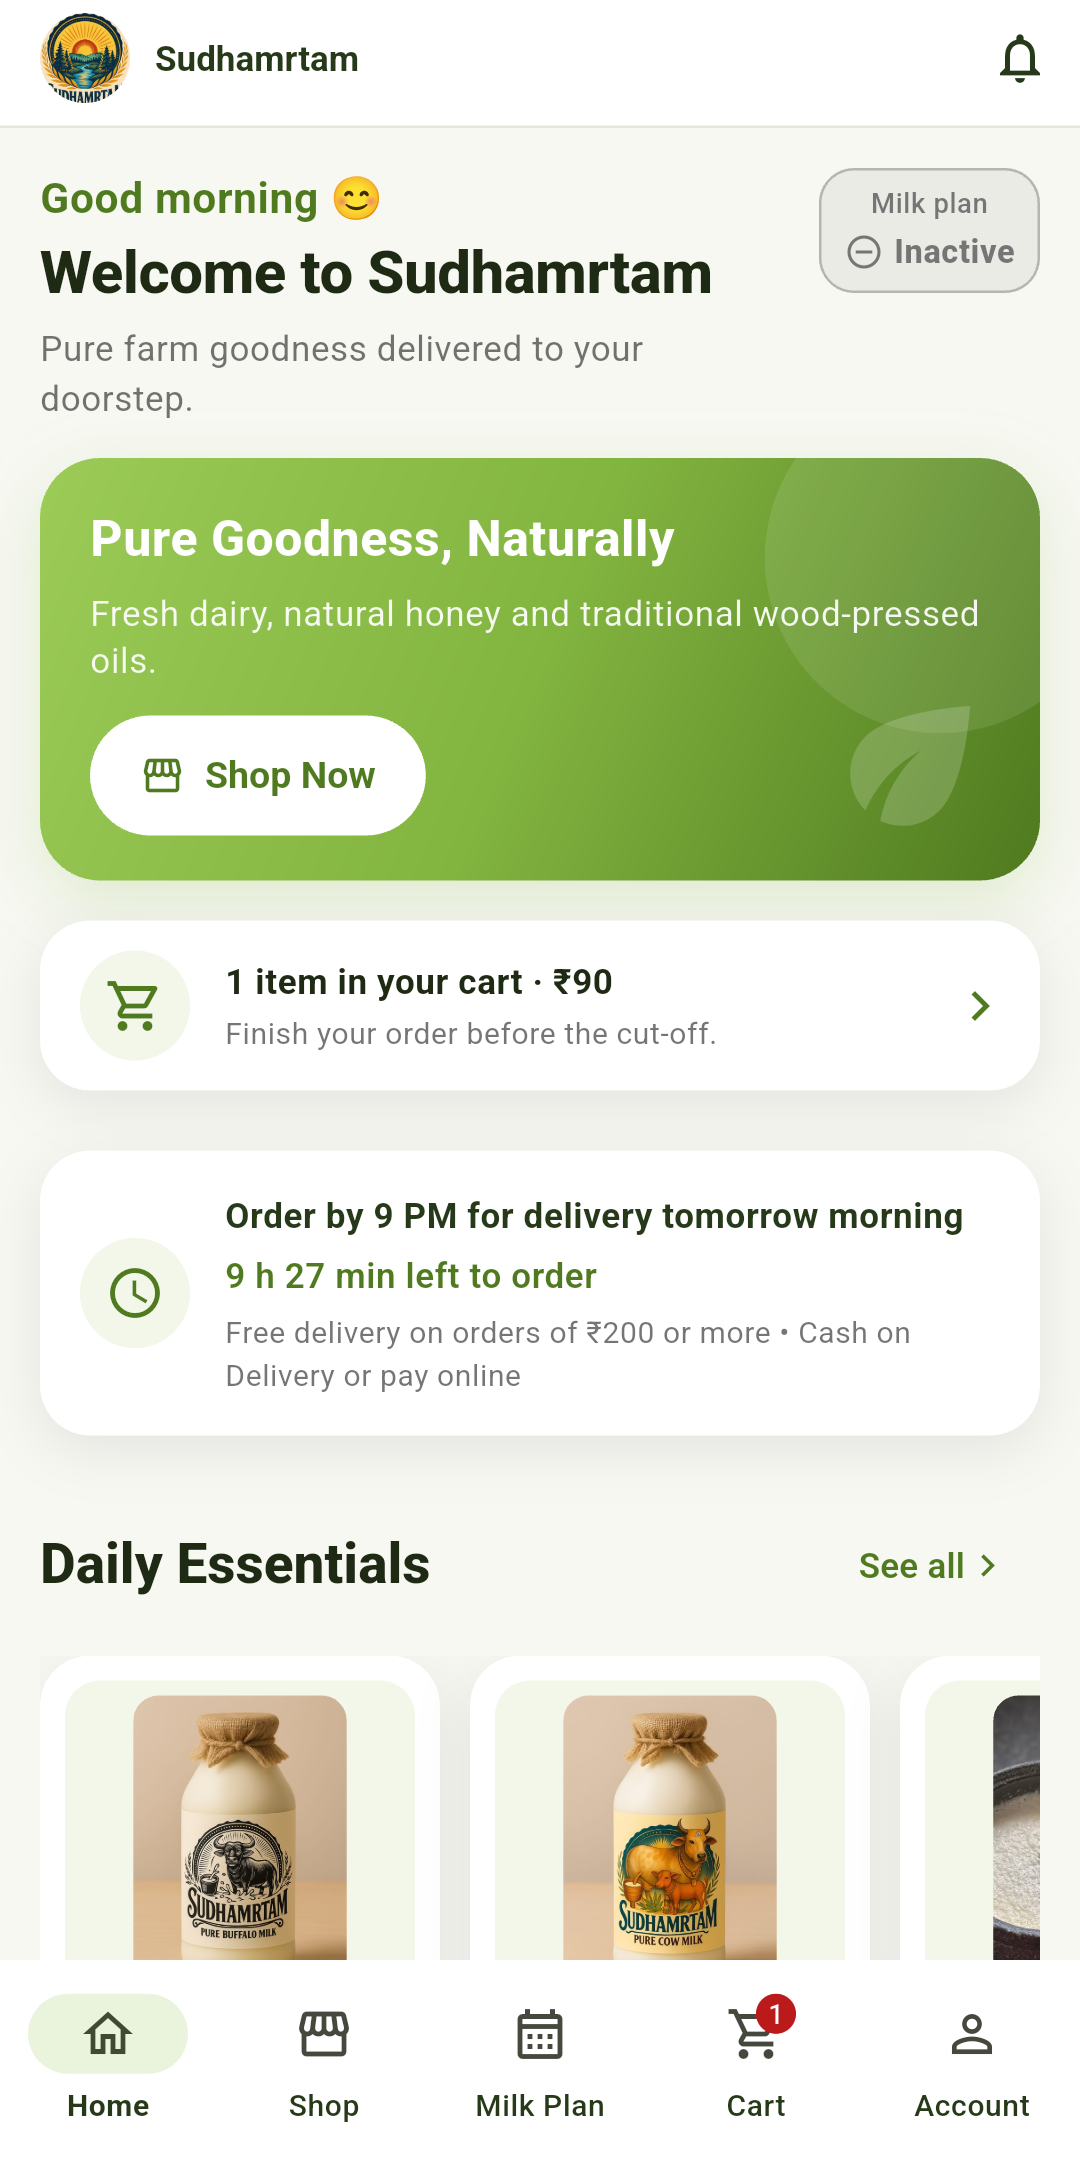 Sudhamrtam
Good morning 😊
Welcome to Sudhamrtam
Pure farm goodness delivered to your
doorstep.
Milk plan
Inactive
Pure Goodness, Naturally
Fresh dairy, natural honey and traditional wood-pressed
oils.
Shop Now
1 item in your cart · ₹90
Finish your order before the cut-off.
Order by 9 PM for delivery tomorrow morning
9 h 27 min left to order
Free delivery on orders of ₹200 or more • Cash on
Delivery or pay online
Daily Essentials
See all
SUDHAMRTAM
PURE BUFFALO MILK
SUDHAMRTAM
PURE COW MILK
1
Home
Shop
Milk Plan
Cart
Account